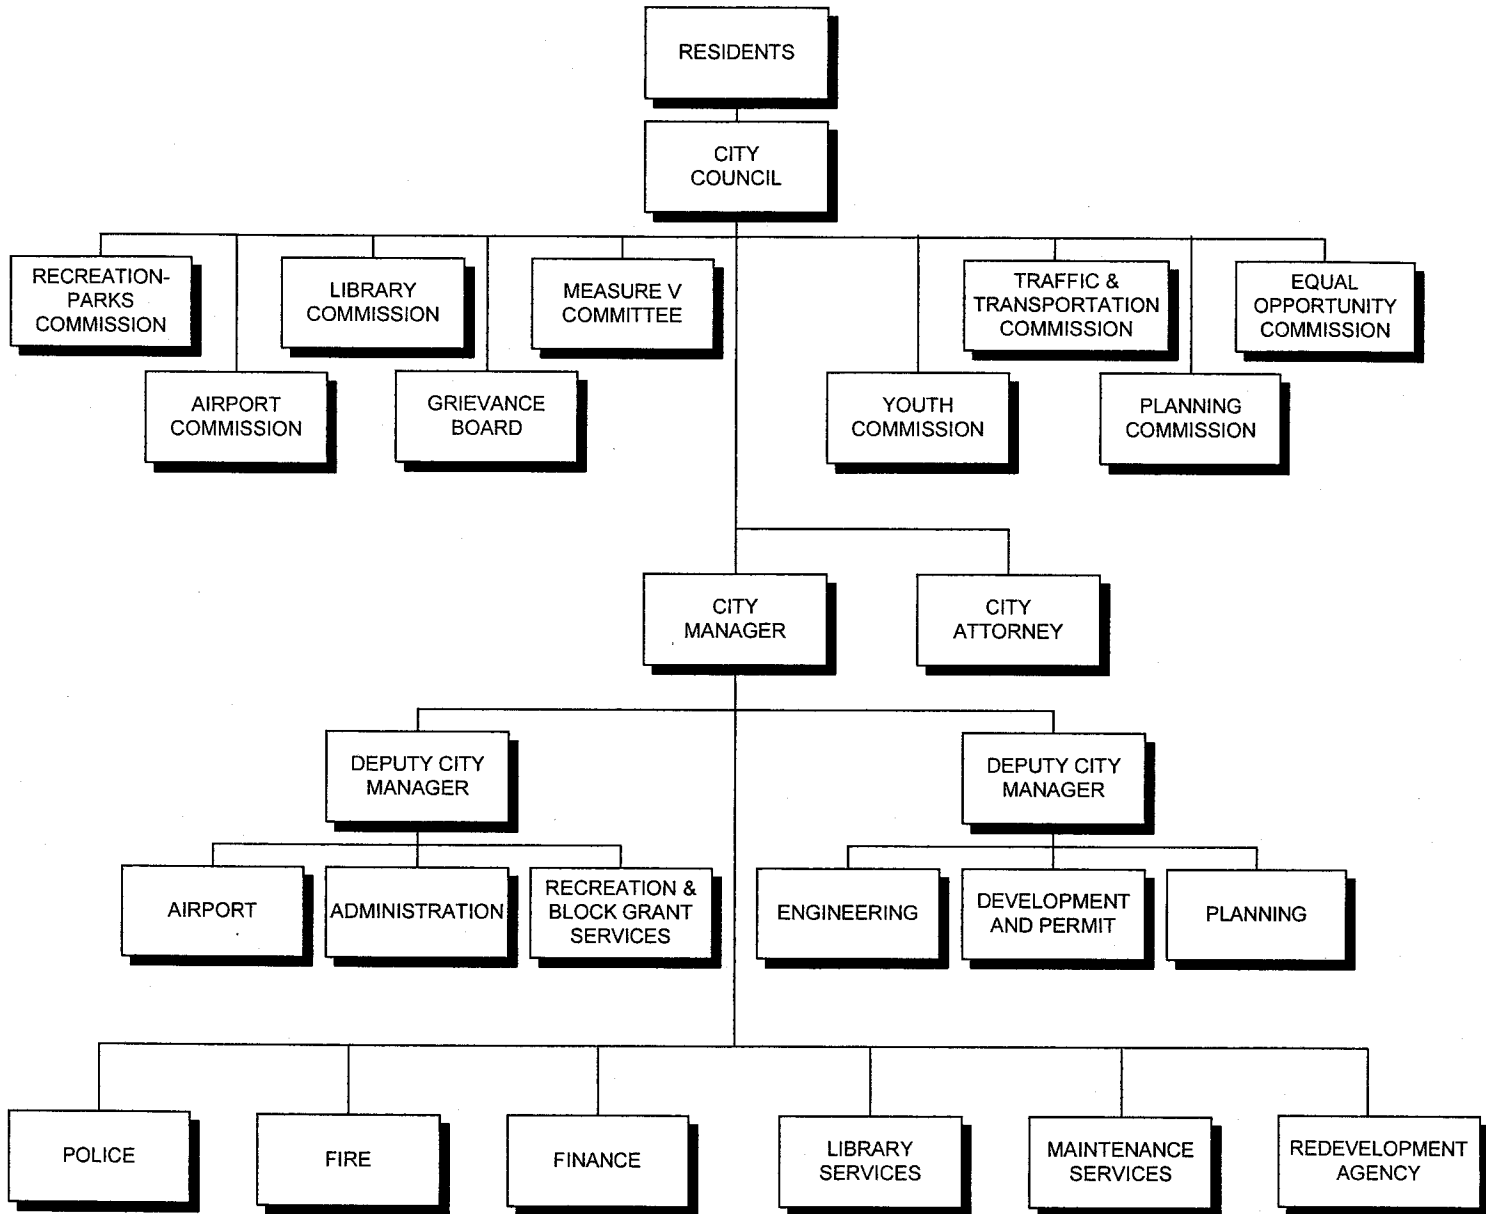 RESIDENTS
CITY
COUNCIL
RECREATION-
PARKS
COMMISSION
LIBRARY
COMMISSION
MEASURE V
COMMITTEE
TRAFFIC &
TRANSPORTATION
COMMISSION
EQUAL
OPPORTUNITY
COMMISSION
AIRPORT
COMMISSION
GRIEVANCE
BOARD
YOUTH
COMMISSION
PLANNING
COMMISSION
CITY
MANAGER
CITY
ATTORNEY
DEPUTY CITY
MANAGER
DEPUTY CITY
MANAGER
AIRPORT
ADMINISTRATION
RECREATION &
BLOCK GRANT
SERVICES
ENGINEERING
DEVELOPMENT
AND PERMIT
PLANNING
POLICE
FIRE
FINANCE
LIBRARY
SERVICES
MAINTENANCE
SERVICES
REDEVELOPMENT
AGENCY